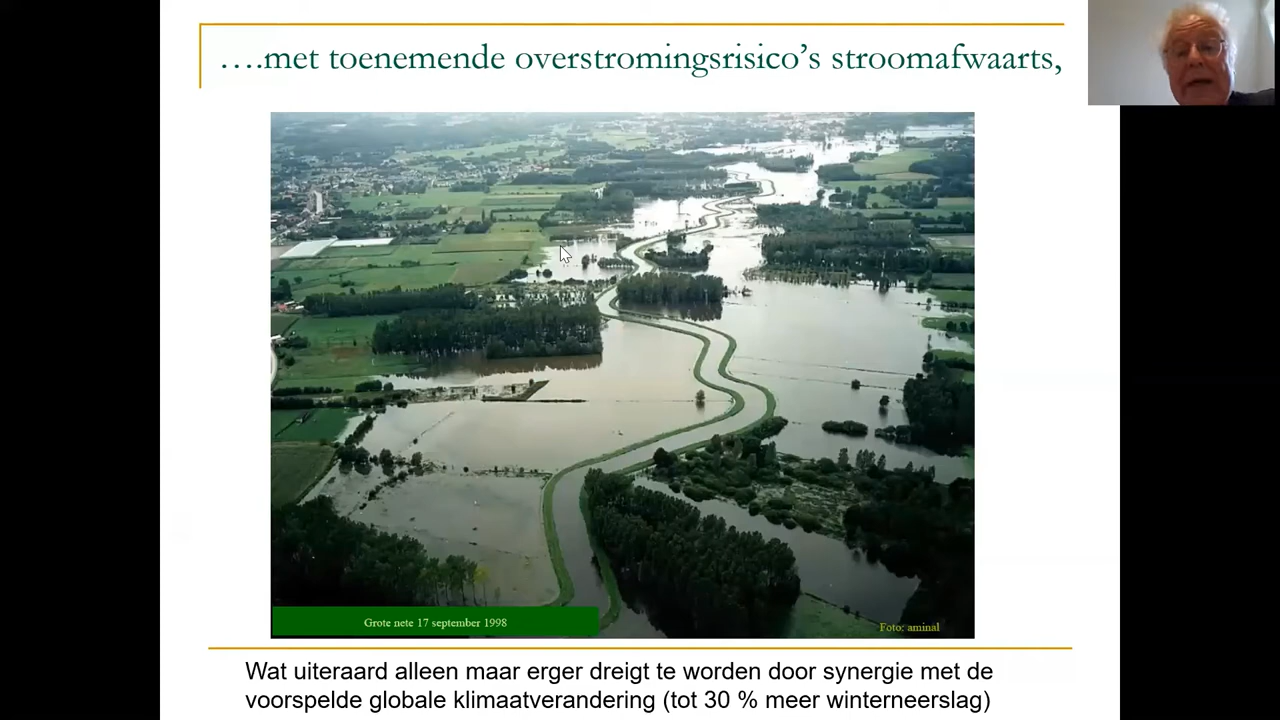 ….met toenemende overstromingsrisico’s stroomafwaarts,
Grote nete 17 september 1998
Foto: aminal
Wat uiteraard alleen maar erger dreigt te worden door synergie met de
voorspelde globale klimaatverandering (tot 30 % meer winterneerslag)